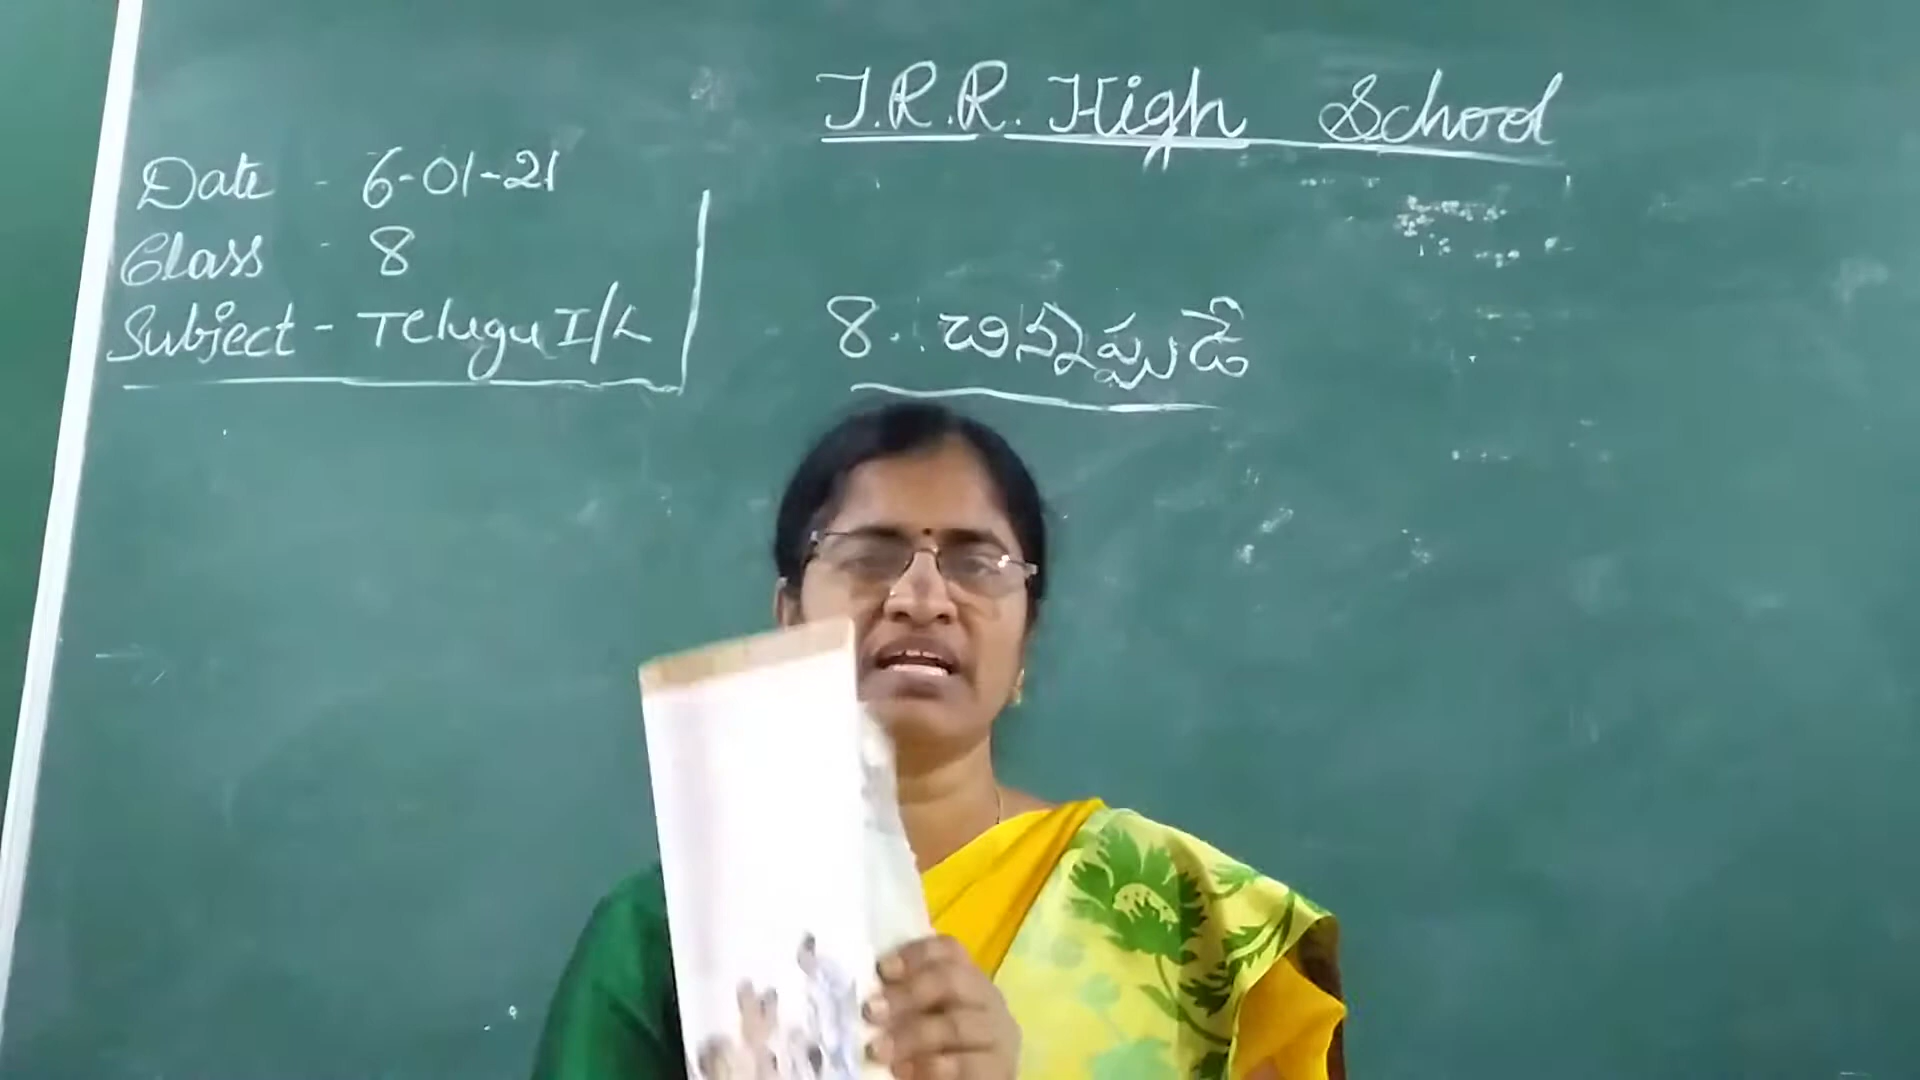 T.R.R. High School
Date - 6-01-21
Class - 8
Subject - Telugu I/L
8. చిన్నప్పుడే